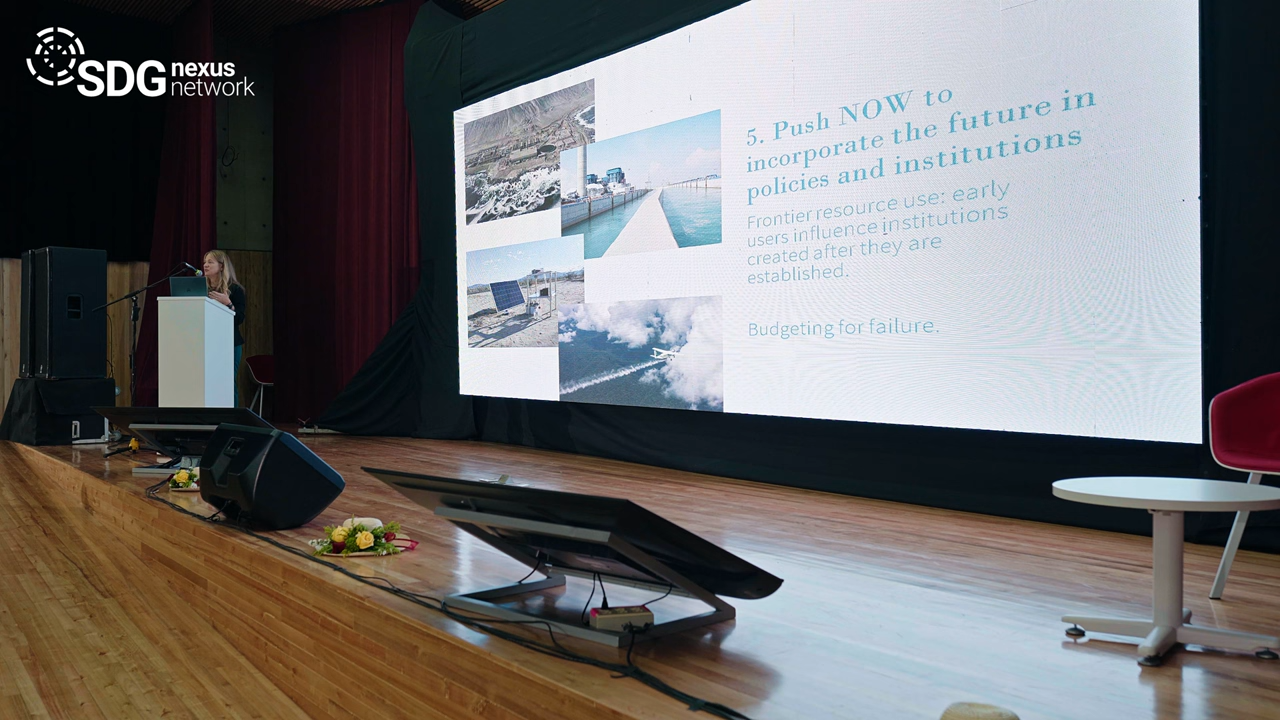 SDG nexus
network
5. Push NOW to
incorporate the future in
policies and institutions
Frontier resource use: early
users influence institutions
created after they are
established.
Budgeting for failure.